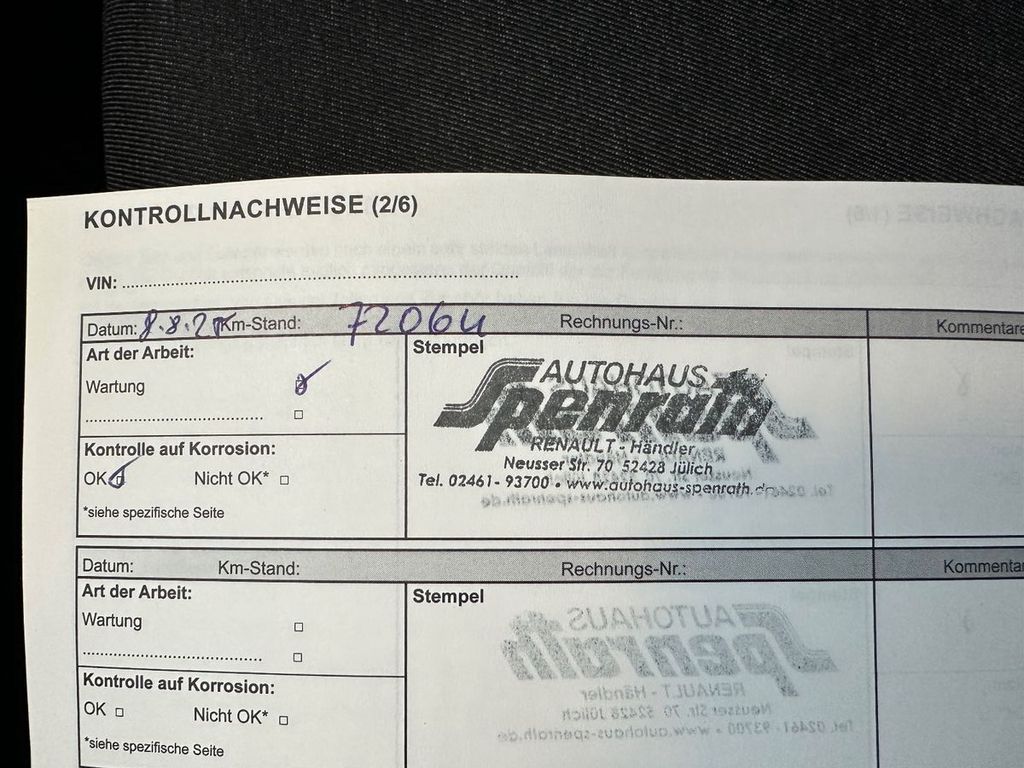 KONTROLLNACHWEISE (2/6)
VIN:
Datum: 8.8.25 Km-Stand: 72064 Rechnungs-Nr.: Kommentare
Art der Arbeit:
Wartung
Kontrolle auf Korrosion:
OK Nicht OK*
*siehe spezifische Seite
Stempel
AUTOHAUS
Spenrath
RENAULT - Händler
Neusser Str. 70 52428 Jülich
Tel. 02461- 93700 • www.autohaus-spenrath.de
Datum: Km-Stand: Rechnungs-Nr.: Kommentar
Art der Arbeit:
Wartung
Kontrolle auf Korrosion:
OK Nicht OK*
*siehe spezifische Seite
Stempel